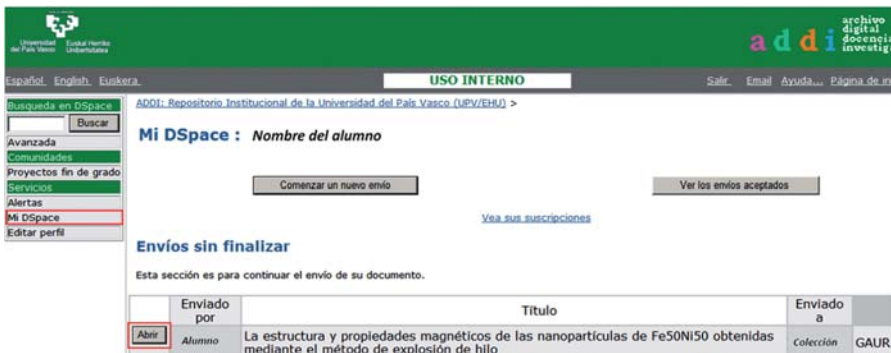 Universidad del País Vasco
Euskal Herriko Unibertsitatea
addi
archivo
digital
docencia
investig
Español English Euskera
USO INTERNO
Salir Email Ayuda... Página de in
Busqueda en DSpace
Buscar
Avanzada
Comunidades
Proyectos fin de grado
Servicios
Alertas
Mi DSpace
Editar perfil
ADDI: Repositorio Institucional de la Universidad del País Vasco (UPV/EHU) >
Mi DSpace : Nombre del alumno
Comenzar un nuevo envío
Ver los envíos aceptados
Vea sus suscripciones
Envíos sin finalizar
Esta sección es para continuar el envío de su documento.
Enviado por
Título
Enviado a
Abrir
Alumno
La estructura y propiedades magnéticos de las nanopartículas de Fe50Ni50 obtenidas
mediante el método de explosión de hilo
Colección
GAUR